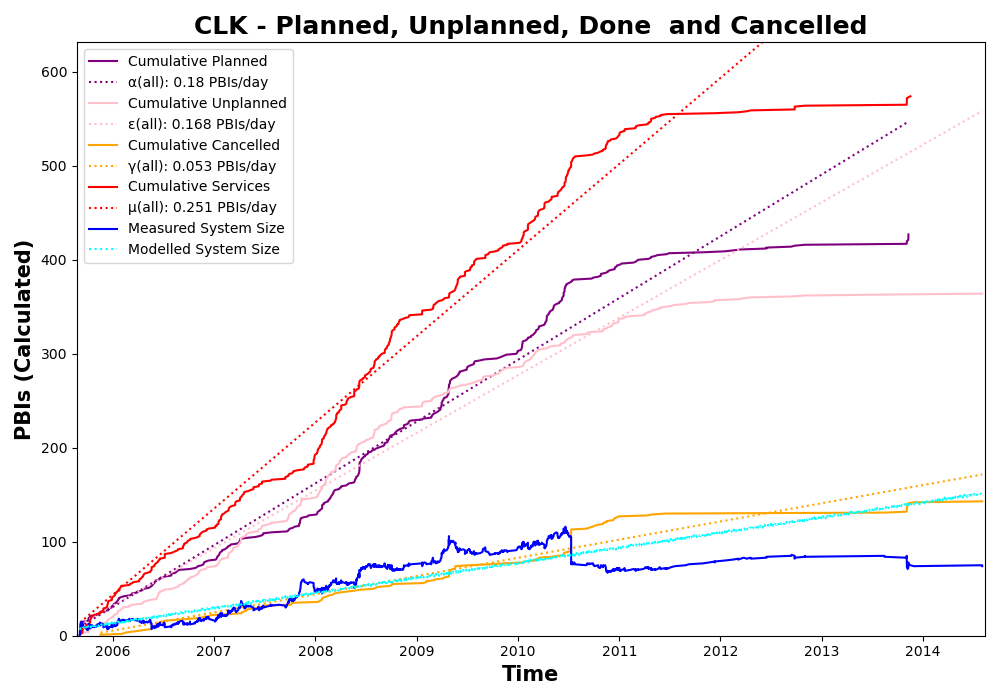 CLK - Planned, Unplanned, Done  and Cancelled
PBIs (Calculated)
600
500
400
300
200
100
0
Cumulative Planned
α(all): 0.18 PBIs/day
Cumulative Unplanned
ε(all): 0.168 PBIs/day
Cumulative Cancelled
γ(all): 0.053 PBIs/day
Cumulative Services
μ(all): 0.251 PBIs/day
Measured System Size
Modelled System Size
2006 2007 2008 2009 2010 2011 2012 2013 2014
Time